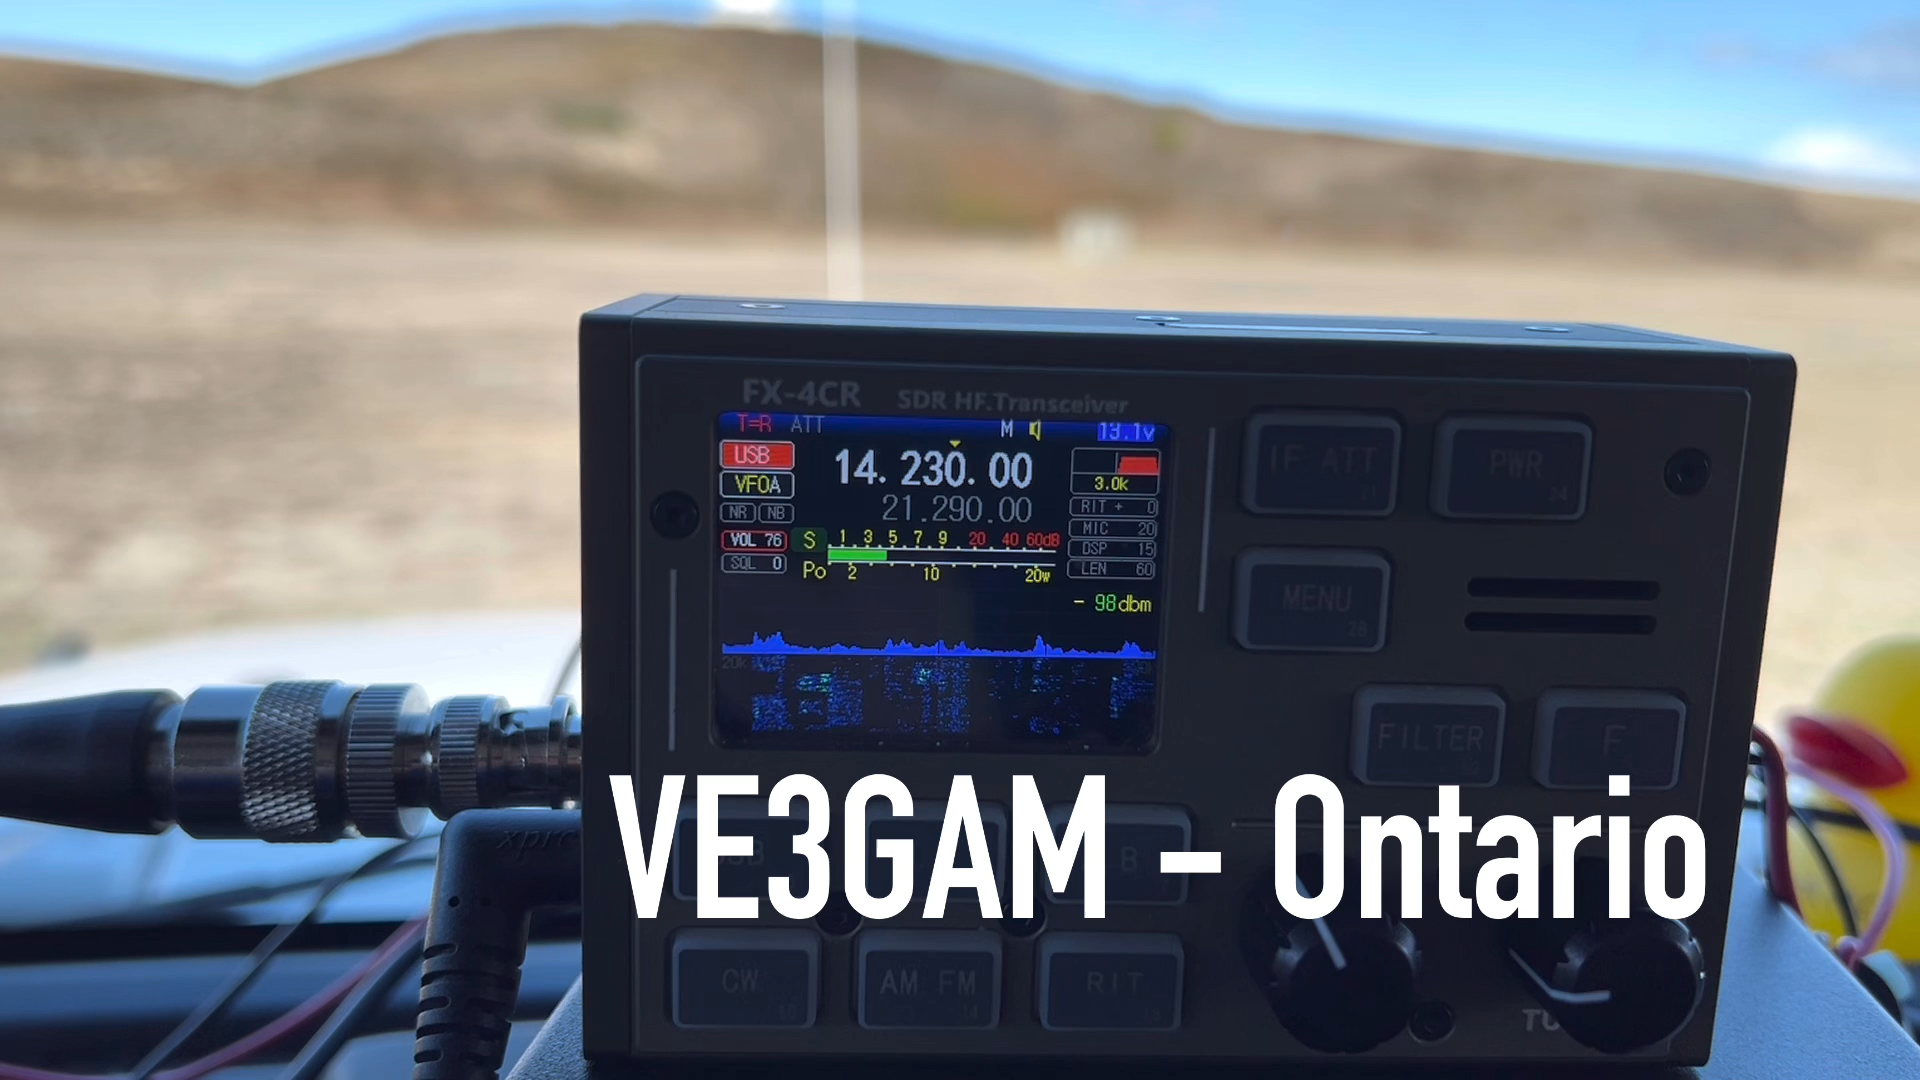 FX-4CR SDR HF.Transceiver
T=R ATT M 13.1v
USB 14. 230. 00
VFOA 3.0k
21.290.00 RIT + 0
NR NB MIC 20
VOL 76 S 1 3 5 7 9 20 40 60dB DSP 15
SQL 0 Po 2 10 20w LEN 60
- 98dbm
20k
IF ATT PWR
MENU 28
FILTER F
B
VE3GAM - Ontario
CW AM FM RIT